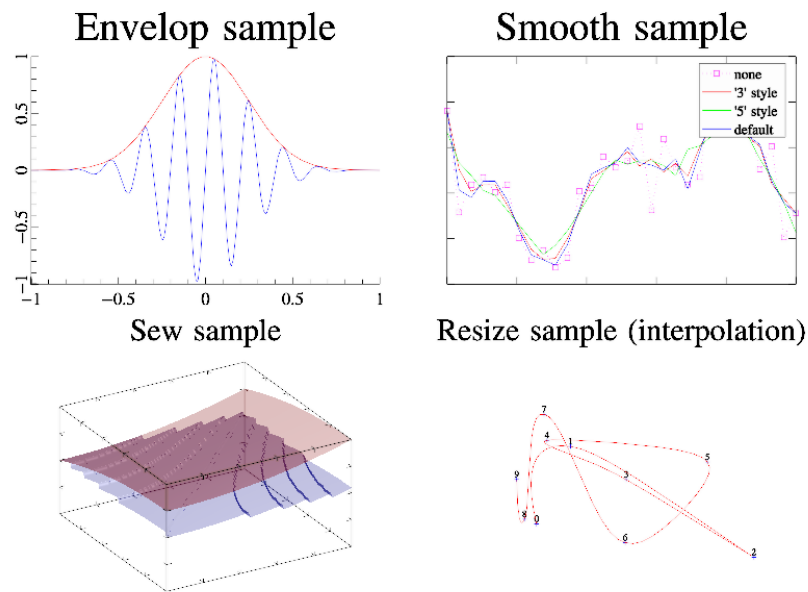 Envelop sample
Smooth sample
1
0.5
0
−0.5
−1
−1
−0.5
0
0.5
1
none
'3' style
'5' style
default
Sew sample
Resize sample (interpolation)
7
4
1
5
3
9
8
0
6
2